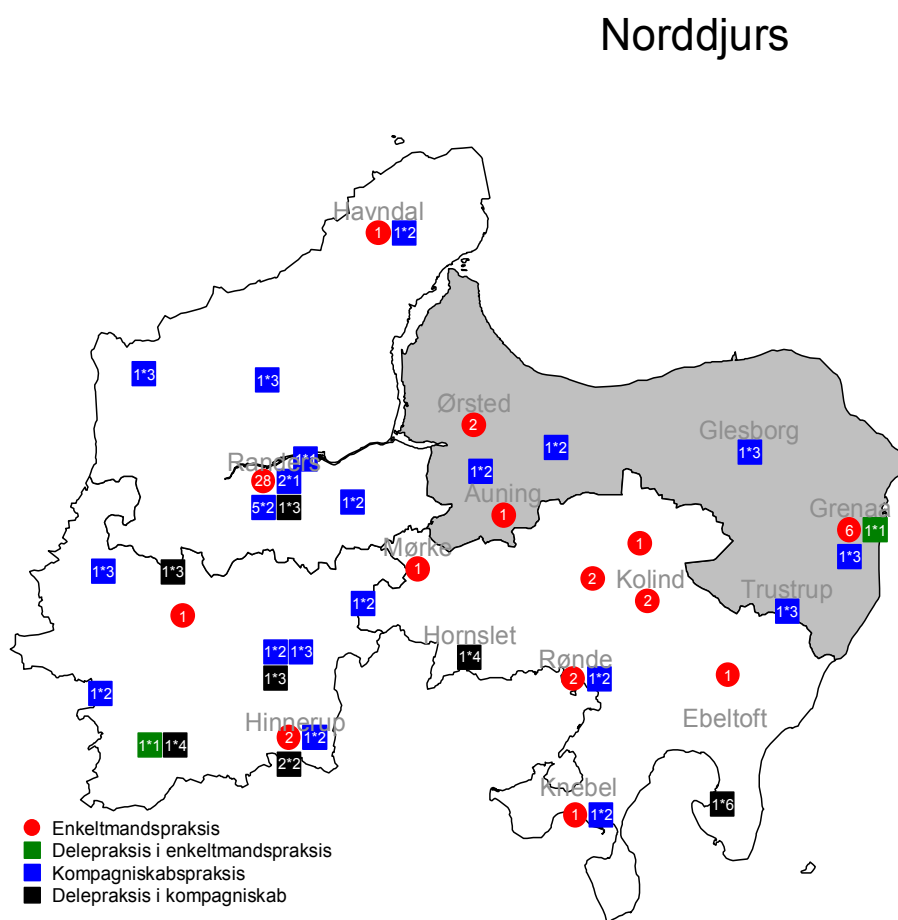 Norddjurs
Havndal
1 1*2
1*3 1*3
Ørsted
2
Glesborg
1*2 1*3
Randers 1*1
28 2*1 1*2
Auning
5*2 1*3 1*2 1
Grenaa
6 1*1
Mørke
1 1 1*3
1*3 1*3 2 Kolind
2
Trustrup
1*2 1*3
1
Hornslet
1*2 1*3 1*4
Rønde
1*3 2 1*2 1
1*2
Ebeltoft
Hinnerup
1*1 1*4 2 1*2
2*2
Knebel
1 1*2 1*6
Enkeltmandspraksis
Delepraksis i enkeltmandspraksis
Kompagniskabspraksis
Delepraksis i kompagniskab